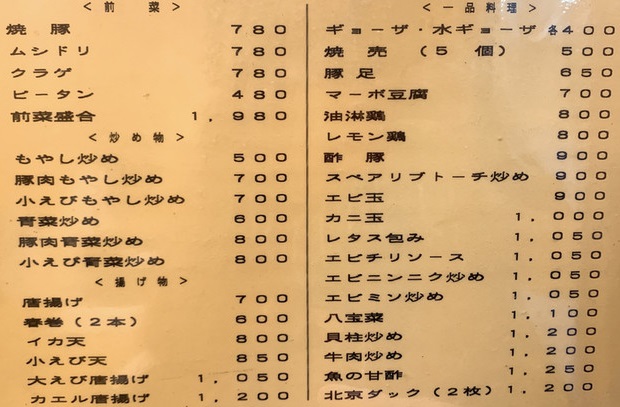 ＜前菜＞
焼豚 780
ムシドリ 780
クラゲ 780
ピータン 480
前菜盛合 1,980
＜炒め物＞
もやし炒め 500
豚肉もやし炒め 700
小えびもやし炒め 700
青菜炒め 600
豚肉青菜炒め 800
小えび青菜炒め 800
＜揚げ物＞
唐揚げ 700
春巻(2本) 600
イカ天 800
小えび天 850
大えび唐揚げ 1,050
カエル唐揚げ 1,200
＜一品料理＞
ギョーザ・水ギョーザ 各400
焼売(5個) 500
豚足 650
マーボ豆腐 700
油淋鶏 800
レモン鶏 800
酢豚 900
スペアリブトーチ炒め 900
エビ玉 900
カニ玉 1,000
レタス包み 1,050
エビチリソース 1,050
エビニンニク炒め 1,050
エビミン炒め 1,050
八宝菜 1,100
貝柱炒め 1,200
牛肉炒め 1,200
魚の甘酢 1,250
北京ダック(2枚) 1,200